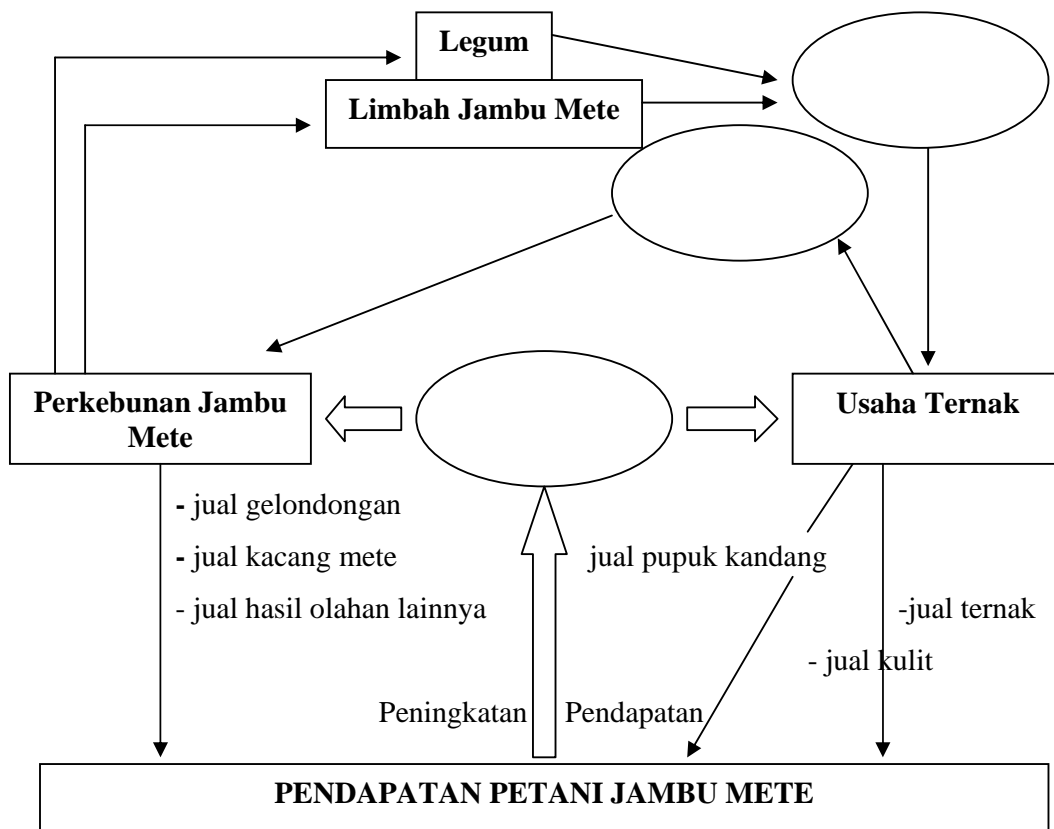 Legum
Limbah Jambu Mete
Perkebunan Jambu
Mete
Usaha Ternak
- jual gelondongan
- jual kacang mete
- jual hasil olahan lainnya
jual pupuk kandang
-jual ternak
- jual kulit
Peningkatan Pendapatan
PENDAPATAN PETANI JAMBU METE